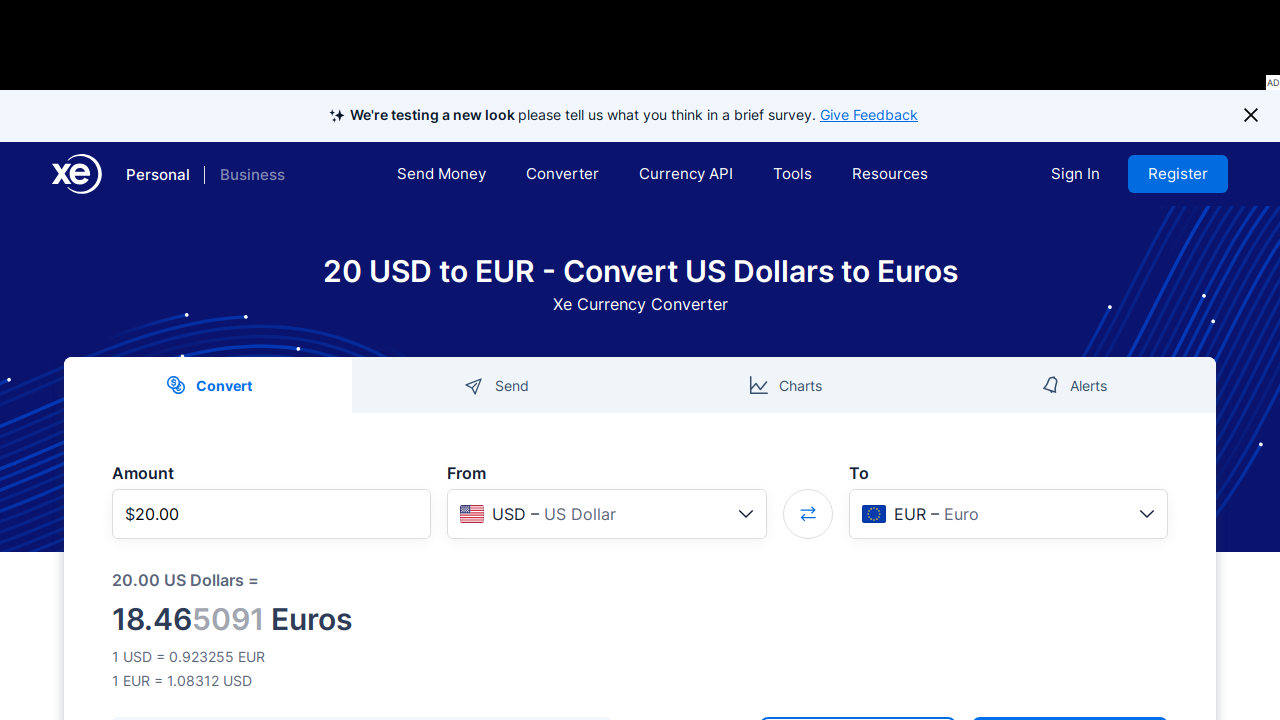 AD
We're testing a new look please tell us what you think in a brief survey. Give Feedback
xe Personal Business Send Money Converter Currency API Tools Resources Sign In Register
20 USD to EUR - Convert US Dollars to Euros
Xe Currency Converter
Convert Send Charts Alerts
Amount From To
$20.00 USD – US Dollar EUR – Euro
20.00 US Dollars =
18.465091 Euros
1 USD = 0.923255 EUR
1 EUR = 1.08312 USD